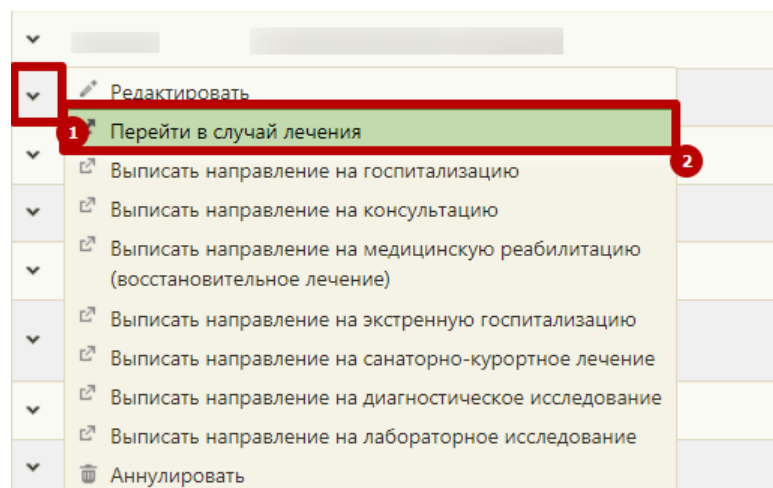 Редактировать
1 Перейти в случай лечения
2
Выписать направление на госпитализацию
Выписать направление на консультацию
Выписать направление на медицинскую реабилитацию
(восстановительное лечение)
Выписать направление на экстренную госпитализацию
Выписать направление на санаторно-курортное лечение
Выписать направление на диагностическое исследование
Выписать направление на лабораторное исследование
Аннулировать